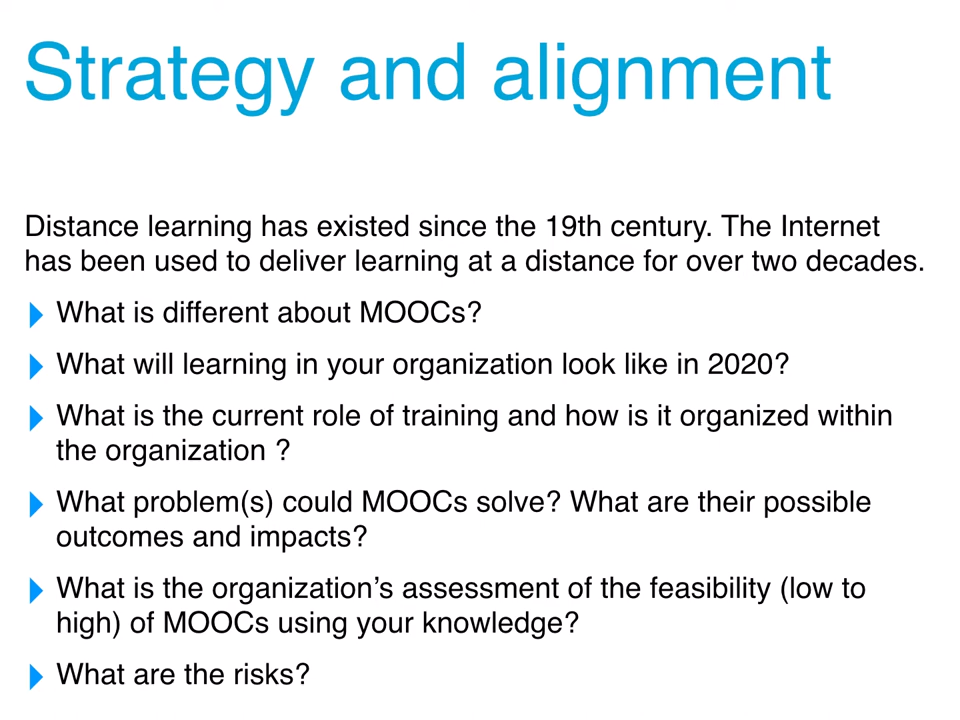 Strategy and alignment
Distance learning has existed since the 19th century. The Internet
has been used to deliver learning at a distance for over two decades.
What is different about MOOCs?
What will learning in your organization look like in 2020?
What is the current role of training and how is it organized within
the organization ?
What problem(s) could MOOCs solve? What are their possible
outcomes and impacts?
What is the organization’s assessment of the feasibility (low to
high) of MOOCs using your knowledge?
What are the risks?